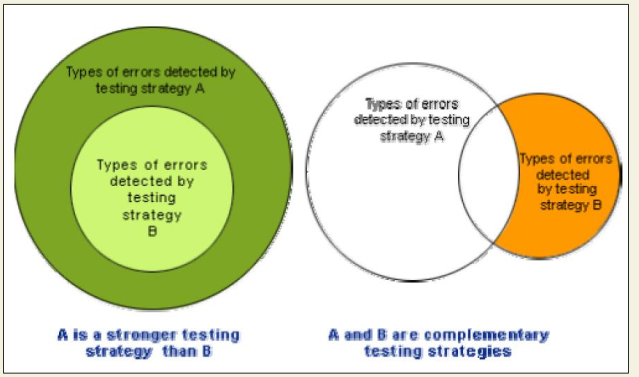 Types of errors detected by
testing strategy A
Types of errors
detected by
testing
strategy
B
A is a stronger testing
strategy than B
Types of errors
detected by testing
strategy A
Types of errors
detected
by testing
strategy B
A and B are complementary
testing strategies